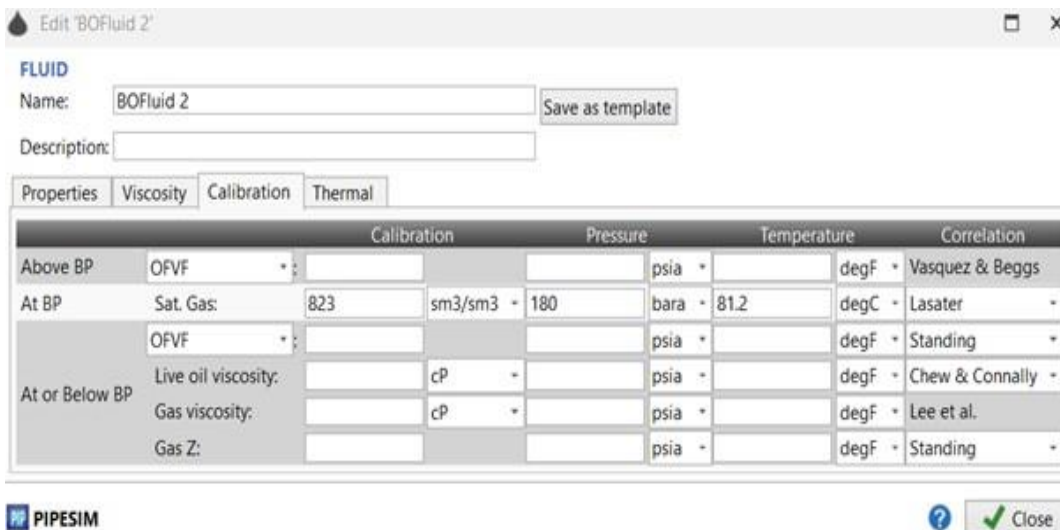 Edit 'BOFluid 2'
FLUID
Name: BOFluid 2 Save as template
Description:
Properties Viscosity Calibration Thermal
Calibration Pressure Temperature Correlation
Above BP OFVF : psia degF Vasquez & Beggs
At BP Sat. Gas: 823 sm3/sm3 180 bara 81.2 degC Lasater
OFVF : psia degF Standing
At or Below BP Live oil viscosity: cP psia degF Chew & Connally
Gas viscosity: cP psia degF Lee et al.
Gas Z: psia degF Standing
PIPESIM ? Close